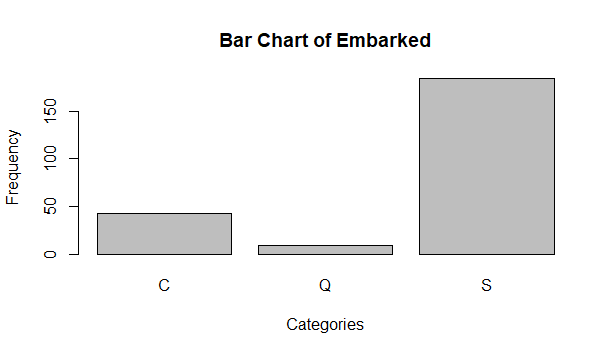 Bar Chart of Embarked
Frequency
150
100
50
0
C Q S
Categories